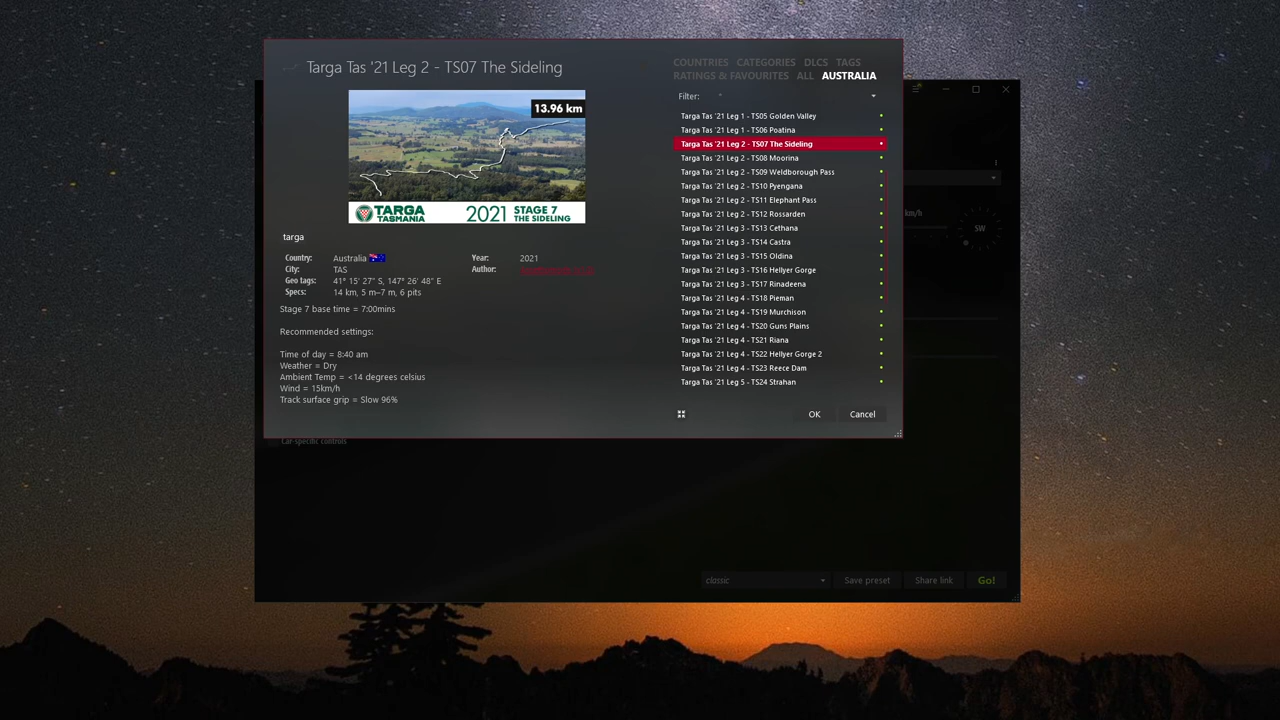 Targa Tas '21 Leg 2 - TS07 The Sideling
13.96 km
TARGA TASMANIA
2021 STAGE 7 THE SIDELING
targa
Country: Australia
City: TAS
Geo tags: 41° 15' 27" S, 147° 26' 48" E
Specs: 14 km, 5 m–7 m, 6 pits
Year: 2021
Author:
Stage 7 base time = 7:00mins
Recommended settings:
Time of day = 8:40 am
Weather = Dry
Ambient Temp = <14 degrees celsius
Wind = 15km/h
Track surface grip = Slow 96%
COUNTRIES CATEGORIES DLCS TAGS
RATINGS & FAVOURITES ALL AUSTRALIA
Filter: *
Targa Tas '21 Leg 1 - TS05 Golden Valley
Targa Tas '21 Leg 1 - TS06 Poatina
Targa Tas '21 Leg 2 - TS07 The Sideling
Targa Tas '21 Leg 2 - TS08 Moorina
Targa Tas '21 Leg 2 - TS09 Weldborough Pass
Targa Tas '21 Leg 2 - TS10 Pyengana
Targa Tas '21 Leg 2 - TS11 Elephant Pass
Targa Tas '21 Leg 2 - TS12 Rossarden
Targa Tas '21 Leg 3 - TS13 Cethana
Targa Tas '21 Leg 3 - TS14 Castra
Targa Tas '21 Leg 3 - TS15 Oldina
Targa Tas '21 Leg 3 - TS16 Hellyer Gorge
Targa Tas '21 Leg 3 - TS17 Rinadeena
Targa Tas '21 Leg 4 - TS18 Pieman
Targa Tas '21 Leg 4 - TS19 Murchison
Targa Tas '21 Leg 4 - TS20 Guns Plains
Targa Tas '21 Leg 4 - TS21 Riana
Targa Tas '21 Leg 4 - TS22 Hellyer Gorge 2
Targa Tas '21 Leg 4 - TS23 Reece Dam
Targa Tas '21 Leg 5 - TS24 Strahan
OK Cancel
km/h
SW
Car-specific controls
classic Save preset Share link Go!